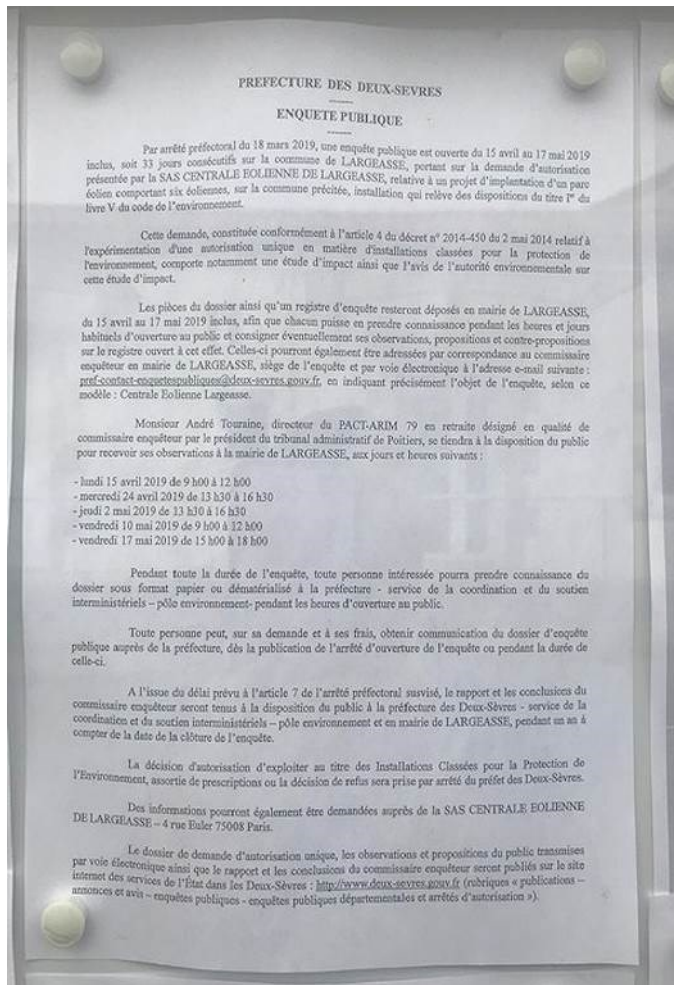 PREFECTURE DES DEUX-SEVRES
ENQUETE PUBLIQUE
Par arrêté préfectoral du 18 mars 2019, une enquête publique est ouverte du 15 avril au 17 mai 2019
inclus, soit 33 jours consécutifs sur la commune de LARGEASSE, portant sur la demande d'autorisation
présentée par la SAS CENTRALE EOLIENNE DE LARGEASSE, relative à un projet d'implantation d'un parc
éolien comportant six éoliennes, sur la commune précitée, installation qui relève des dispositions du titre Iᵉʳ du
livre V du code de l'environnement.
Cette demande, constituée conformément à l'article 4 du décret n° 2014-450 du 2 mai 2014 relatif à
l'expérimentation d'une autorisation unique en matière d'installations classées pour la protection de
l'environnement, comporte notamment une étude d'impact ainsi que l'avis de l'autorité environnementale sur
cette étude d'impact.
Les pièces du dossier ainsi qu'un registre d'enquête resteront déposés en mairie de LARGEASSE,
du 15 avril au 17 mai 2019 inclus, afin que chacun puisse en prendre connaissance pendant les heures et jours
habituels d'ouverture au public et consigner éventuellement ses observations, propositions et contre-propositions
sur le registre ouvert à cet effet. Celles-ci pourront également être adressées par correspondance au commissaire
enquêteur en mairie de LARGEASSE, siège de l'enquête et par voie électronique à l'adresse e-mail suivante :
pref-contact-enquetespubliques@deux-sevres.gouv.fr, en indiquant précisément l'objet de l'enquête, selon ce
modèle : Centrale Eolienne Largeasse.
Monsieur André Touraine, directeur du PACT-ARIM 79 en retraite désigné en qualité de
commissaire enquêteur par le président du tribunal administratif de Poitiers, se tiendra à la disposition du public
pour recevoir ses observations à la mairie de LARGEASSE, aux jours et heures suivants :
- lundi 15 avril 2019 de 9 h00 à 12 h00
- mercredi 24 avril 2019 de 13 h30 à 16 h30
- jeudi 2 mai 2019 de 13 h30 à 16 h30
- vendredi 10 mai 2019 de 9 h00 à 12 h00
- vendredi 17 mai 2019 de 15 h00 à 18 h00
Pendant toute la durée de l'enquête, toute personne intéressée pourra prendre connaissance du
dossier sous format papier ou dématérialisé à la préfecture - service de la coordination et du soutien
interministériels – pôle environnement- pendant les heures d'ouverture au public.
Toute personne peut, sur sa demande et à ses frais, obtenir communication du dossier d'enquête
publique auprès de la préfecture, dès la publication de l'arrêté d'ouverture de l'enquête ou pendant la durée de
celle-ci.
A l'issue du délai prévu à l'article 7 de l'arrêté préfectoral susvisé, le rapport et les conclusions du
commissaire enquêteur seront tenus à la disposition du public à la préfecture des Deux-Sèvres - service de la
coordination et du soutien interministériels – pôle environnement et en mairie de LARGEASSE, pendant un an à
compter de la date de la clôture de l'enquête.
La décision d'autorisation d'exploiter au titre des Installations Classées pour la Protection de
l'Environnement, assortie de prescriptions ou la décision de refus sera prise par arrêté du préfet des Deux-Sèvres.
Des informations pourront également être demandées auprès de la SAS CENTRALE EOLIENNE
DE LARGEASSE – 4 rue Euler 75008 Paris.
Le dossier de demande d'autorisation unique, les observations et propositions du public transmises
par voie électronique ainsi que le rapport et les conclusions du commissaire enquêteur seront publiés sur le site
internet des services de l'État dans les Deux-Sèvres : http://www.deux-sevres.gouv.fr (rubriques « publications –
annonces et avis – enquêtes publiques - enquêtes publiques départementales et arrêtés d'autorisation »).